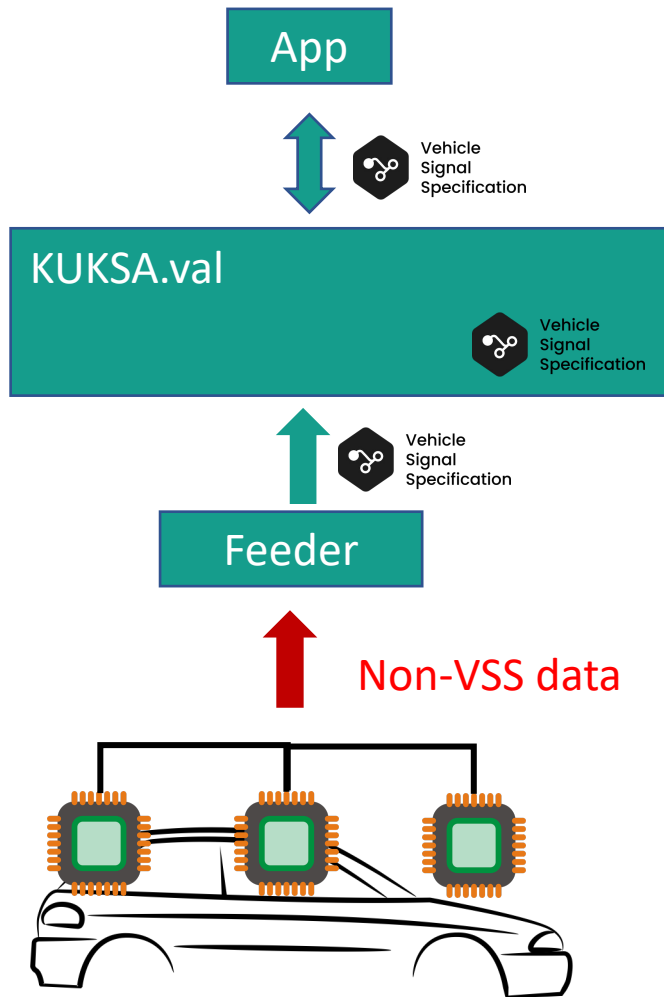 App
Vehicle
Signal
Specification
KUKSA.val
Vehicle
Signal
Specification
Vehicle
Signal
Specification
Feeder
Non-VSS data